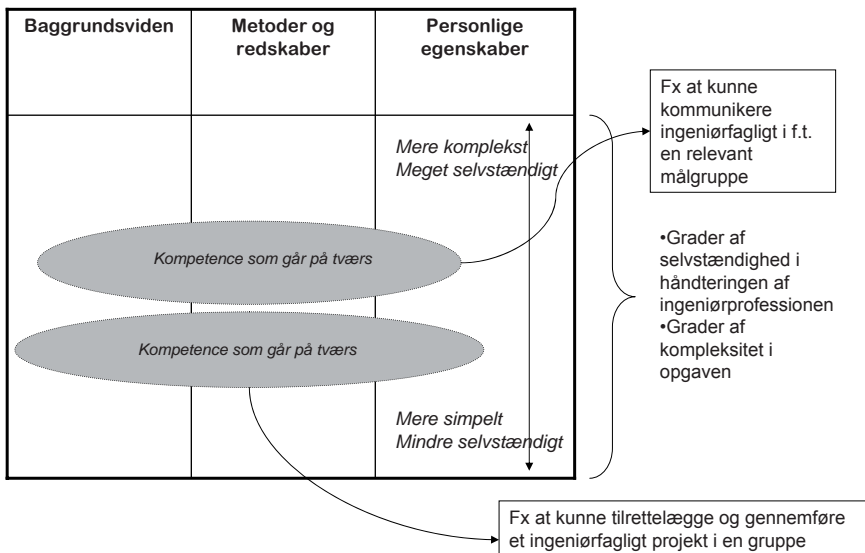 Baggrundsviden
Metoder og
redskaber
Personlige
egenskaber
Mere komplekst
Meget selvstændigt
Kompetence som går på tværs
Kompetence som går på tværs
Mere simpelt
Mindre selvstændigt
Fx at kunne
kommunikere
ingeniørfagligt i f.t.
en relevant
målgruppe
•Grader af
selvstændighed i
håndteringen af
ingeniørprofessionen
•Grader af
kompleksitet i
opgaven
Fx at kunne tilrettelægge og gennemføre
et ingeniørfagligt projekt i en gruppe